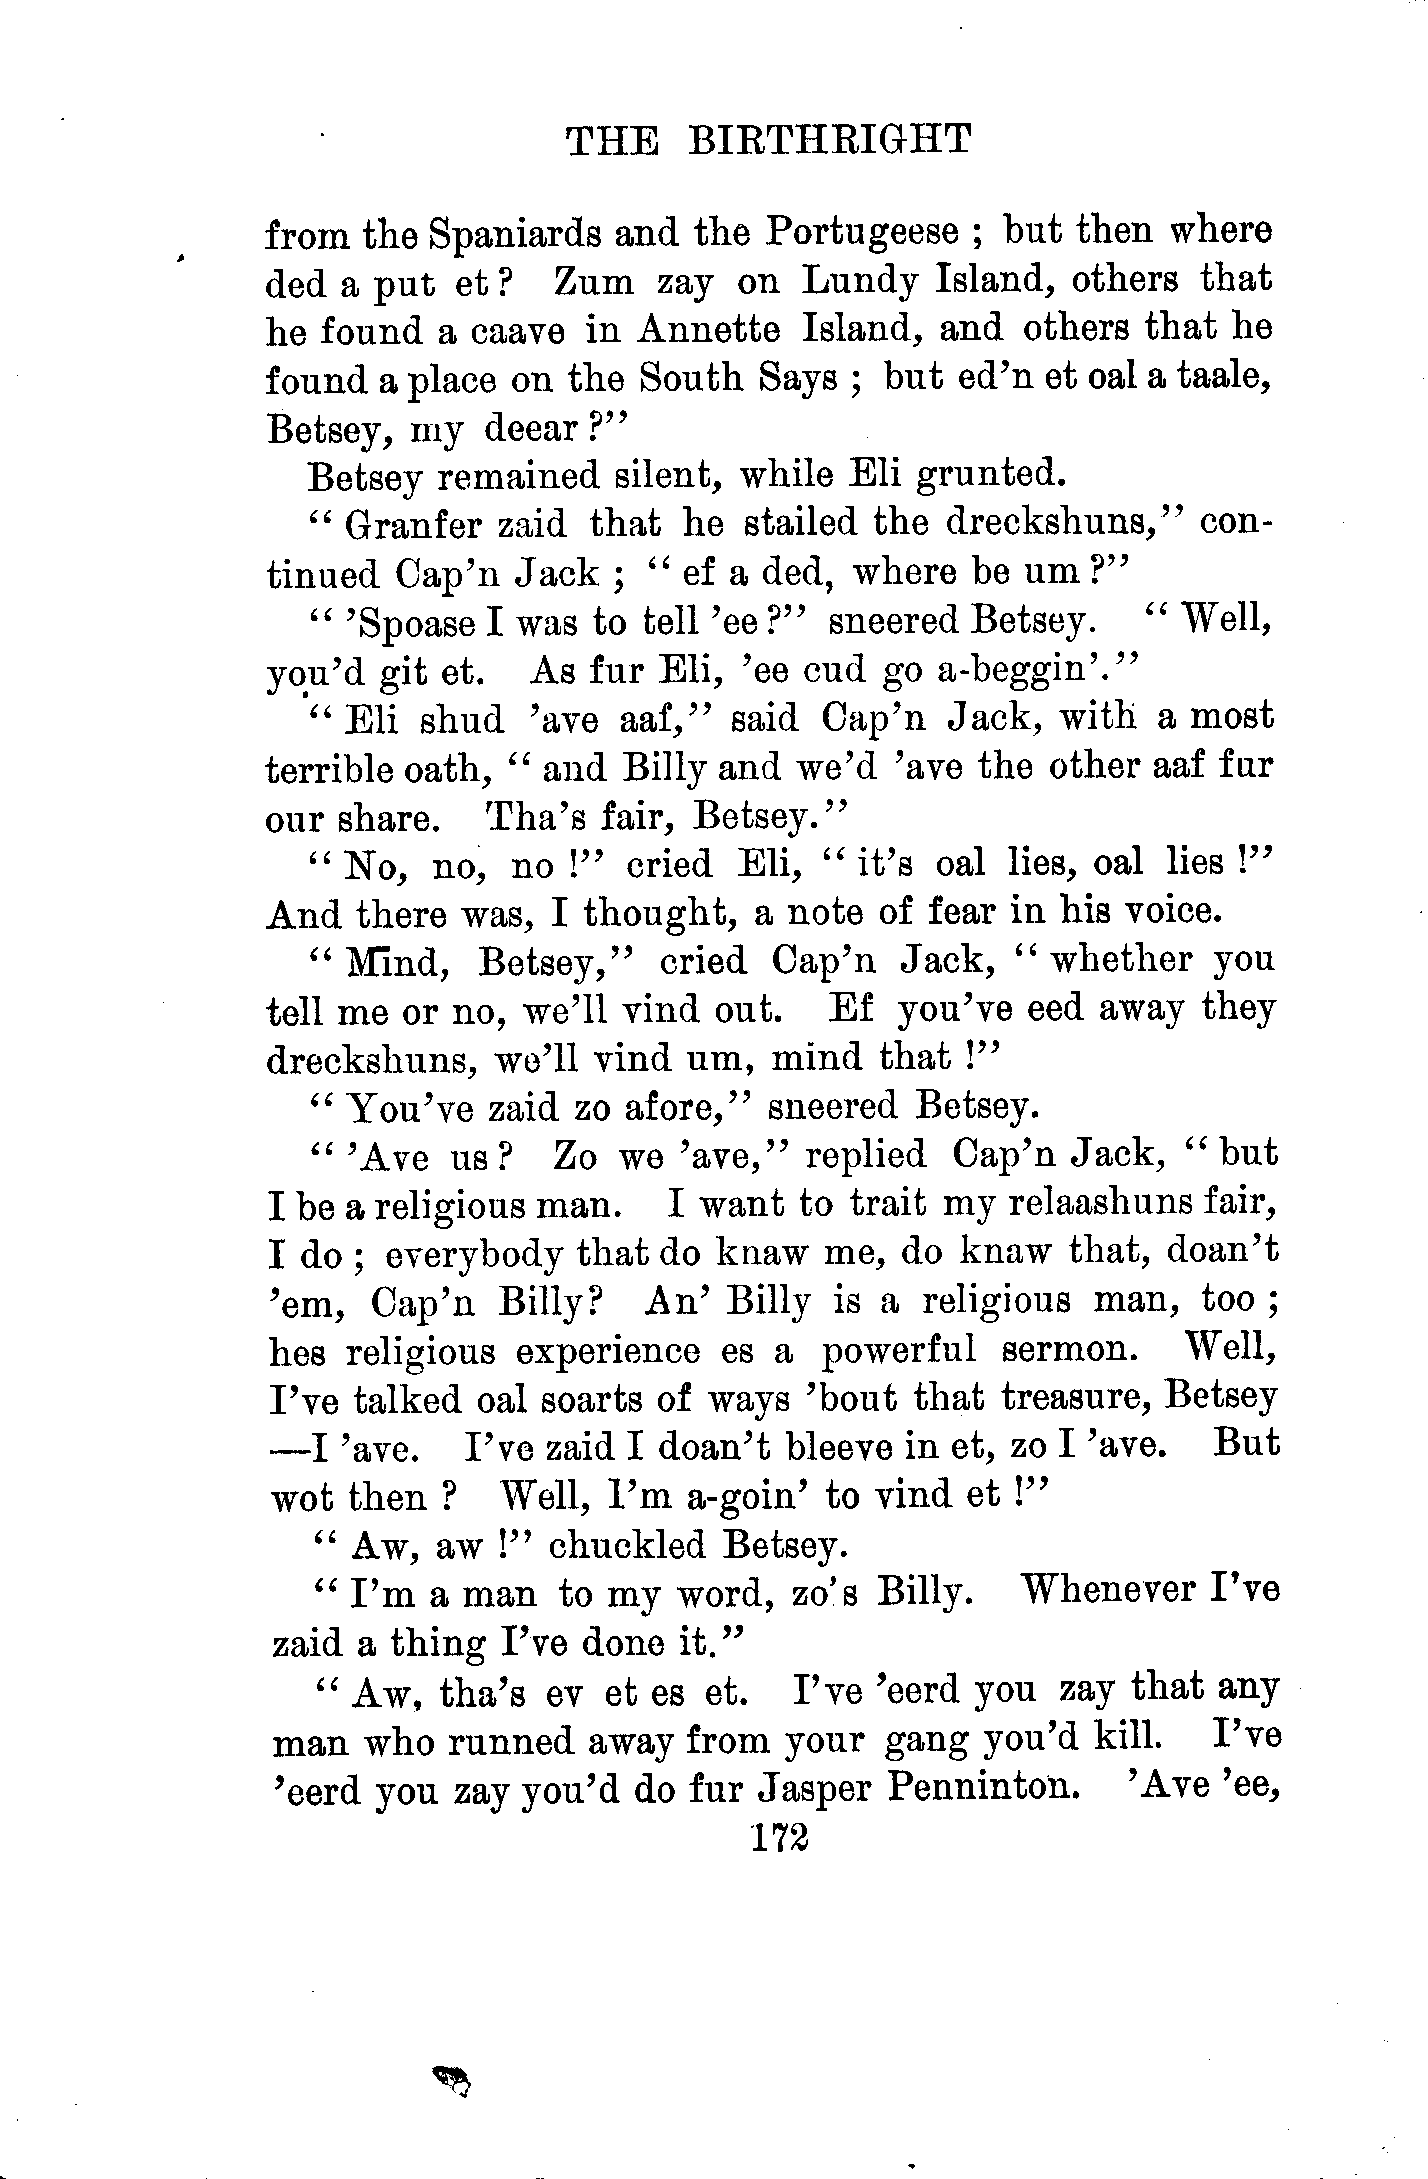 THE BIRTHRIGHT
from the Spaniards and the Portugeese ; but then where
ded a put et ? Zum zay on Lundy Island, others that
he found a caave in Annette Island, and others that he
found a place on the South Says ; but ed’n et oal a taale,
Betsey, my deear ?”
Betsey remained silent, while Eli grunted.
“ Granfer zaid that he stailed the dreckshuns,” con-
tinued Cap’n Jack ; “ ef a ded, where be um ?”
“ ’Spoase I was to tell ’ee ?” sneered Betsey. “ Well,
you’d git et. As fur Eli, ’ee cud go a-beggin’.”
“ Eli shud ’ave aaf,” said Cap’n Jack, with a most
terrible oath, “ and Billy and we’d ’ave the other aaf fur
our share. Tha’s fair, Betsey.”
“ No, no, no !” cried Eli, “ it’s oal lies, oal lies !”
And there was, I thought, a note of fear in his voice.
“ Mind, Betsey,” cried Cap’n Jack, “ whether you
tell me or no, we’ll vind out. Ef you’ve eed away they
dreckshuns, we’ll vind um, mind that !”
“ You’ve zaid zo afore,” sneered Betsey.
“ ’Ave us ? Zo we ’ave,” replied Cap’n Jack, “ but
I be a religious man. I want to trait my relaashuns fair,
I do ; everybody that do knaw me, do knaw that, doan’t
’em, Cap’n Billy? An’ Billy is a religious man, too ;
hes religious experience es a powerful sermon. Well,
I’ve talked oal soarts of ways ’bout that treasure, Betsey
—I ’ave. I’ve zaid I doan’t bleeve in et, zo I ’ave. But
wot then ? Well, I’m a-goin’ to vind et !”
“ Aw, aw !” chuckled Betsey.
“ I’m a man to my word, zo’s Billy. Whenever I’ve
zaid a thing I’ve done it.”
“ Aw, tha’s ev et es et. I’ve ’eerd you zay that any
man who runned away from your gang you’d kill. I’ve
’eerd you zay you’d do fur Jasper Penninton. ’Ave ’ee,
172